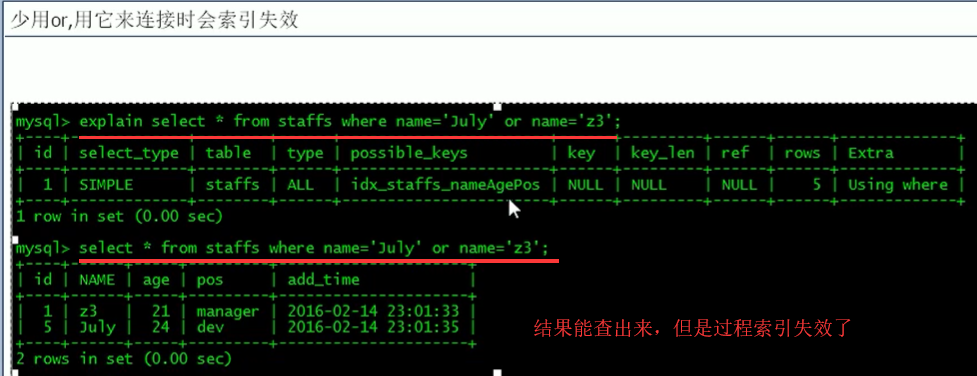 少用or,用它来连接时会索引失效
mysql> explain select * from staffs where name='July' or name='z3';
+----+-------------+--------+------+-----------------------+------+---------+------+------+-------------+
| id | select_type | table | type | possible_keys | key | key_len | ref | rows | Extra |
+----+-------------+--------+------+-----------------------+------+---------+------+------+-------------+
| 1 | SIMPLE | staffs | ALL | idx_staffs_nameAgePos | NULL | NULL | NULL | 5 | Using where |
+----+-------------+--------+------+-----------------------+------+---------+------+------+-------------+
1 row in set (0.00 sec)
mysql> select * from staffs where name='July' or name='z3';
+----+------+-----+---------+---------------------+
| id | NAME | age | pos | add_time |
+----+------+-----+---------+---------------------+
| 1 | z3 | 21 | manager | 2016-02-14 23:01:33 |
| 5 | July | 24 | dev | 2016-02-14 23:01:35 |
+----+------+-----+---------+---------------------+
结果能查出来，但是过程索引失效了
2 rows in set (0.00 sec)